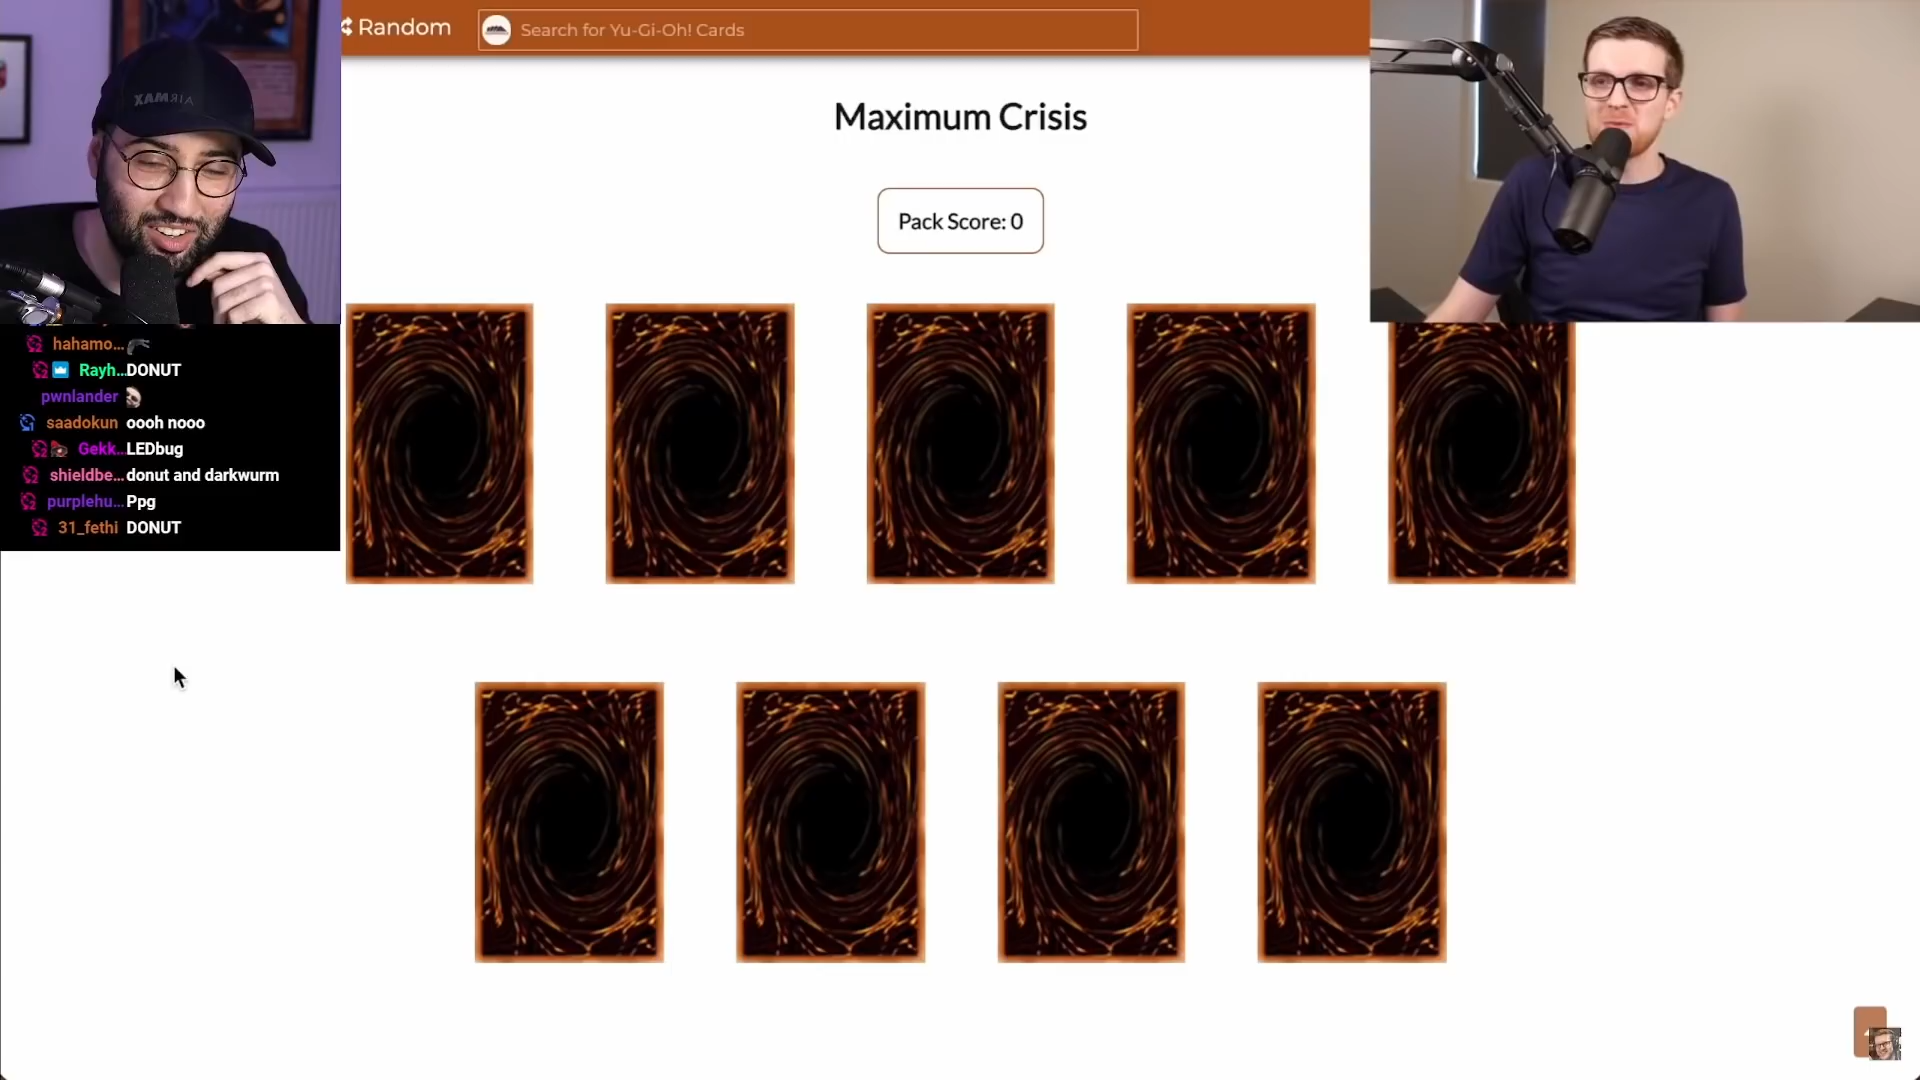 Random
Search for Yu-Gi-Oh! Cards
Maximum Crisis
Pack Score: 0
hahamo...
Rayh... DONUT
pwnlander
saadokun oooh nooo
Gekk... LEDbug
shieldbe... donut and darkwurm
purplehu... Ppg
31_fethi DONUT